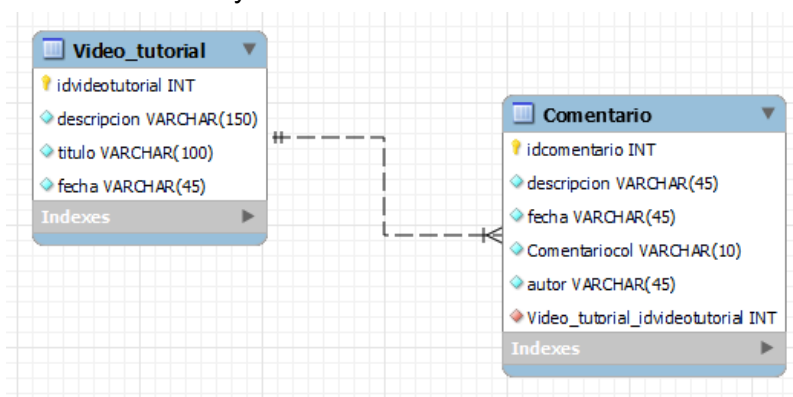 Video_tutorial
idvideotutorial INT
descripcion VARCHAR(150)
titulo VARCHAR(100)
fecha VARCHAR(45)
Indexes
Comentario
idcomentario INT
descripcion VARCHAR(45)
fecha VARCHAR(45)
Comentariocol VARCHAR(10)
autor VARCHAR(45)
Video_tutorial_idvideotutorial INT
Indexes